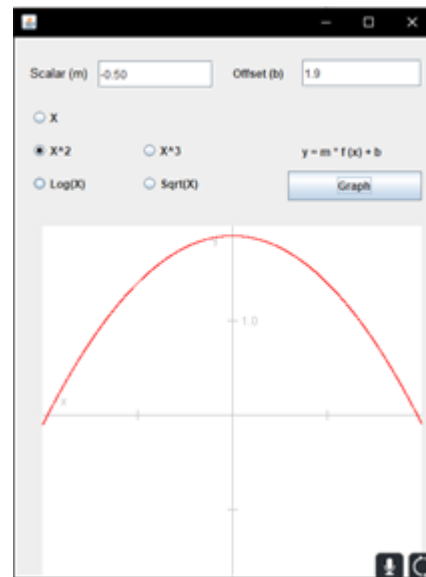 Scalar (m) -0.50 Offset (b) 1.9
X
X^2 X^3 y = m * f (x) + b
Log(X) Sqrt(X) Graph
y
1.0
x